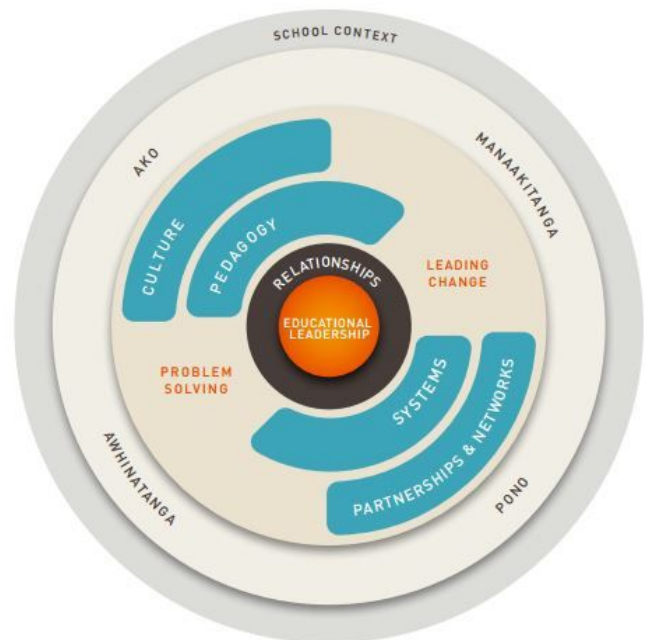 SCHOOL CONTEXT
AKO
MANAAKITANGA
CULTURE
PEDAGOGY
RELATIONSHIPS
LEADING
CHANGE
EDUCATIONAL
LEADERSHIP
PROBLEM
SOLVING
SYSTEMS
PARTNERSHIPS & NETWORKS
AWHINATANGA
PONO